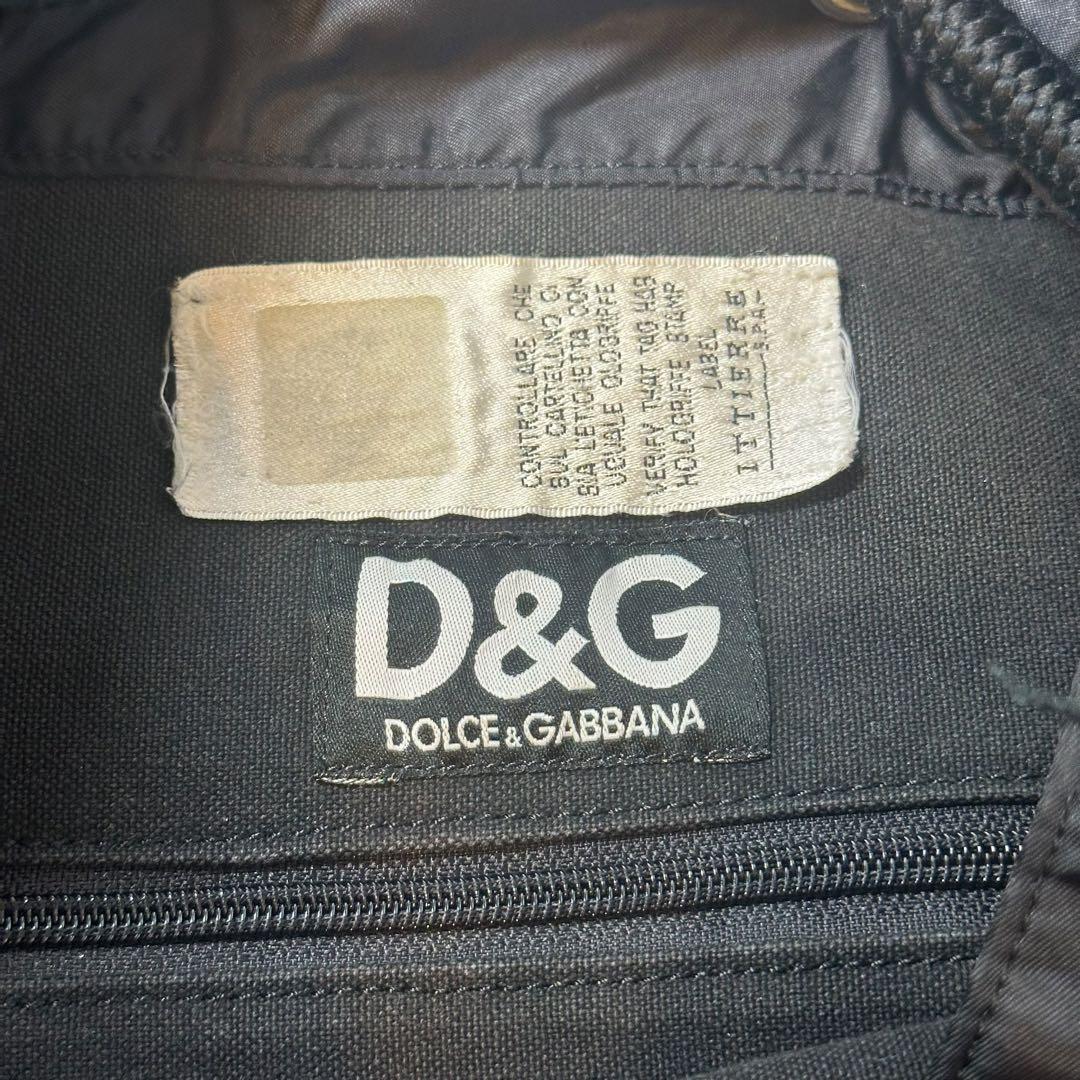 CONTROLLARE CHE
SUL CARTELLINO CI
SIA L'ETICHETTA CON
UGUALE OLOGRIFFE
VERIFY THAT TAG HAS
HOLOGRIFFE STAMP
LABEL
ITTIERRE
S.P.A.
D&G
DOLCE&GABBANA